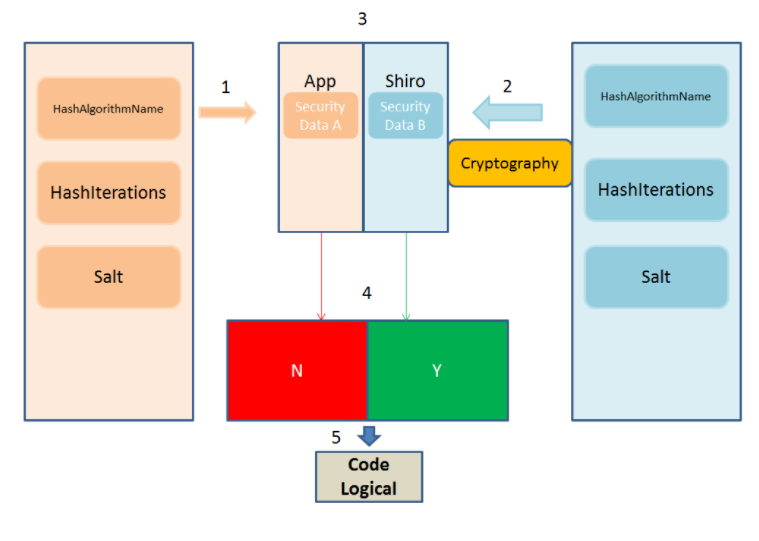 3
HashAlgorithmName
HashIterations
Salt
1
App
Security
Data A
Shiro
Security
Data B
2
Cryptography
HashAlgorithmName
HashIterations
Salt
4
N
Y
5
Code
Logical